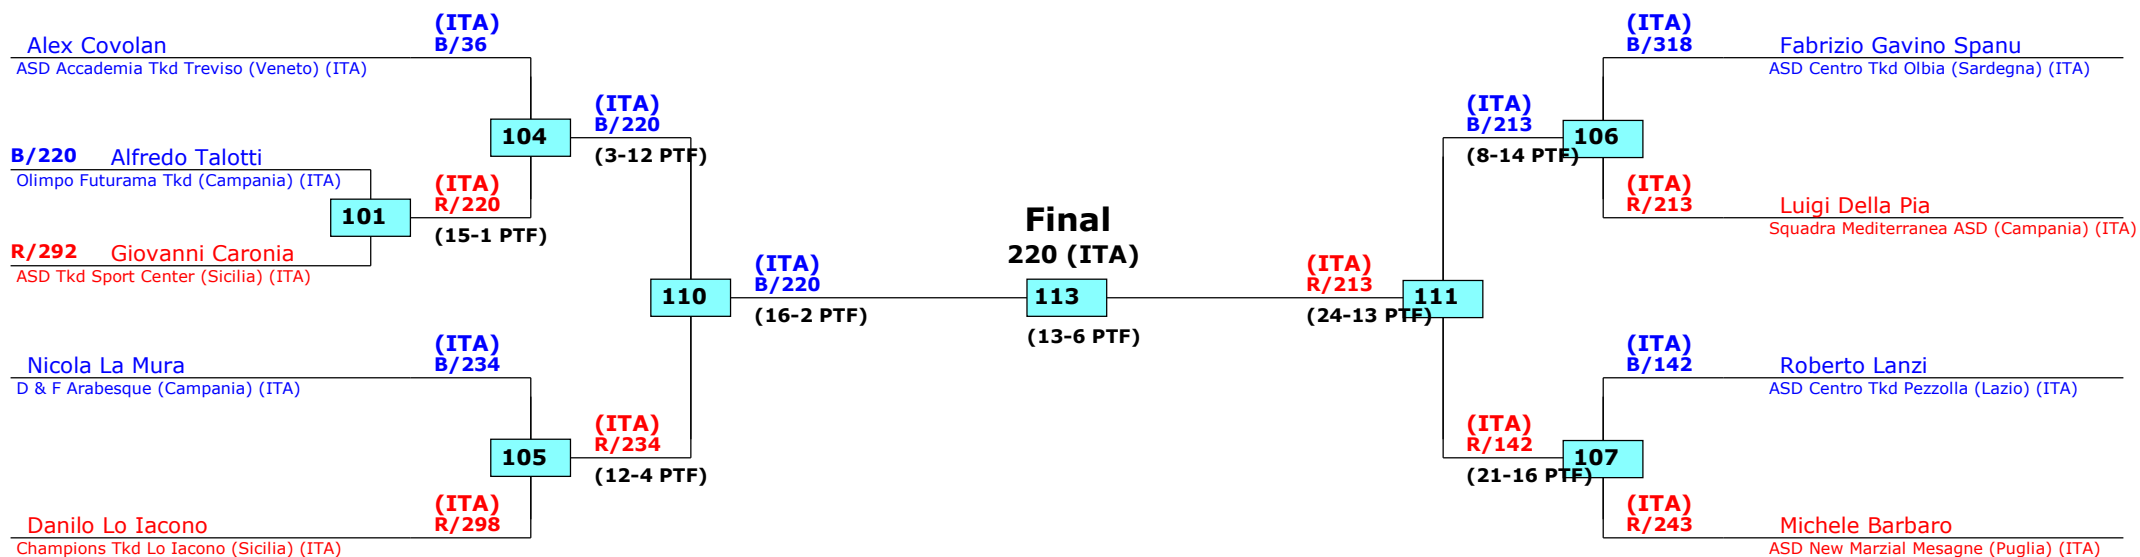 (ITA)
B/36
Alex Covolan
ASD Accademia Tkd Treviso (Veneto) (ITA)
B/220 Alfredo Talotti
Olimpo Futurama Tkd (Campania) (ITA)
101
R/292 Giovanni Caronia
ASD Tkd Sport Center (Sicilia) (ITA)
104
(ITA)
R/220
(15-1 PTF)
(ITA)
B/220
(3-12 PTF)
(ITA)
B/234
Nicola La Mura
D & F Arabesque (Campania) (ITA)
105
(ITA)
R/298
Danilo Lo Iacono
Champions Tkd Lo Iacono (Sicilia) (ITA)
(ITA)
R/234
(12-4 PTF)
110
(ITA)
B/220
(16-2 PTF)
Final
220 (ITA)
113
(13-6 PTF)
(ITA)
R/213
(24-13 PTF)
111
(ITA)
B/213
(8-14 PTF)
106
(ITA)
B/318
Fabrizio Gavino Spanu
ASD Centro Tkd Olbia (Sardegna) (ITA)
(ITA)
R/213
Luigi Della Pia
Squadra Mediterranea ASD (Campania) (ITA)
(ITA)
R/142
(21-16 PTF)
107
(ITA)
B/142
Roberto Lanzi
ASD Centro Tkd Pezzolla (Lazio) (ITA)
(ITA)
R/243
Michele Barbaro
ASD New Marzial Mesagne (Puglia) (ITA)